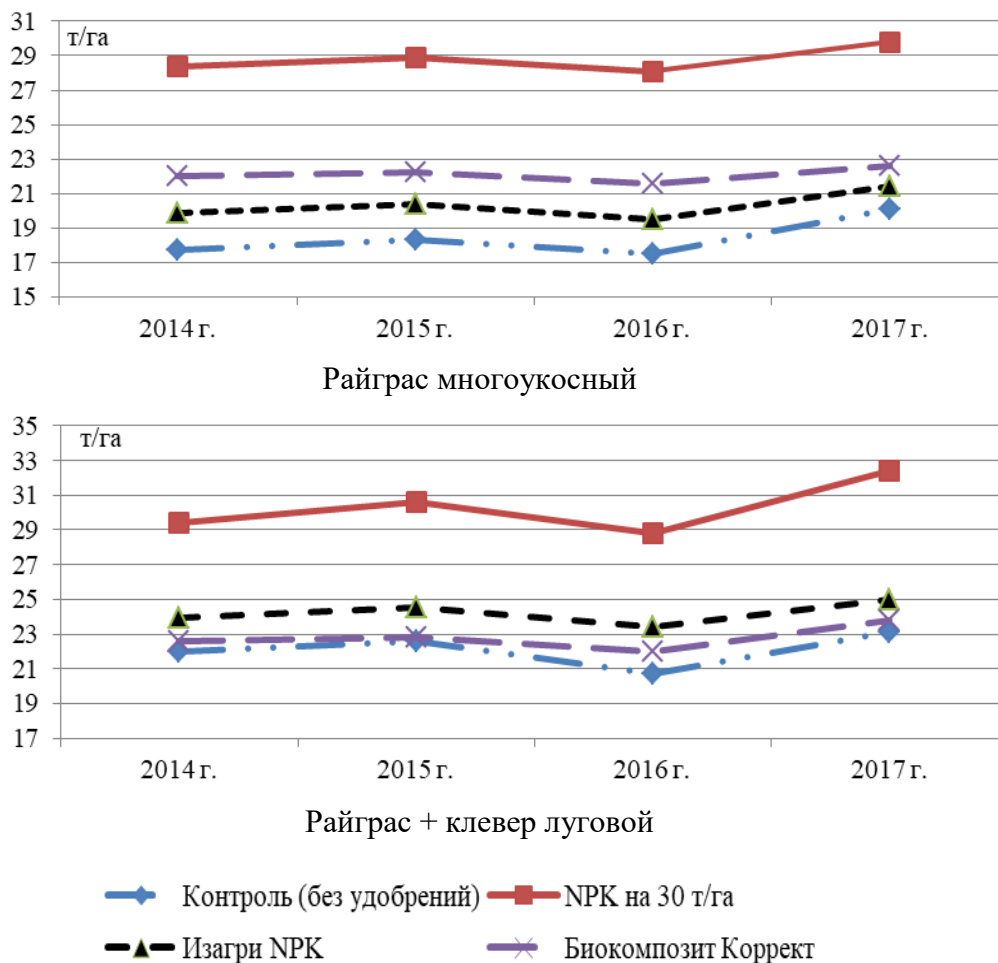 31
т/га
29
27
25
23
21
19
17
15
2014 г. 2015 г. 2016 г. 2017 г.
Райграс многоукосный
35
т/га
33
31
29
27
25
23
21
19
17
2014 г. 2015 г. 2016 г. 2017 г.
Райграс + клевер луговой
Контроль (без удобрений) NPK на 30 т/га
Изагри NPK Биокомпозит Коррект